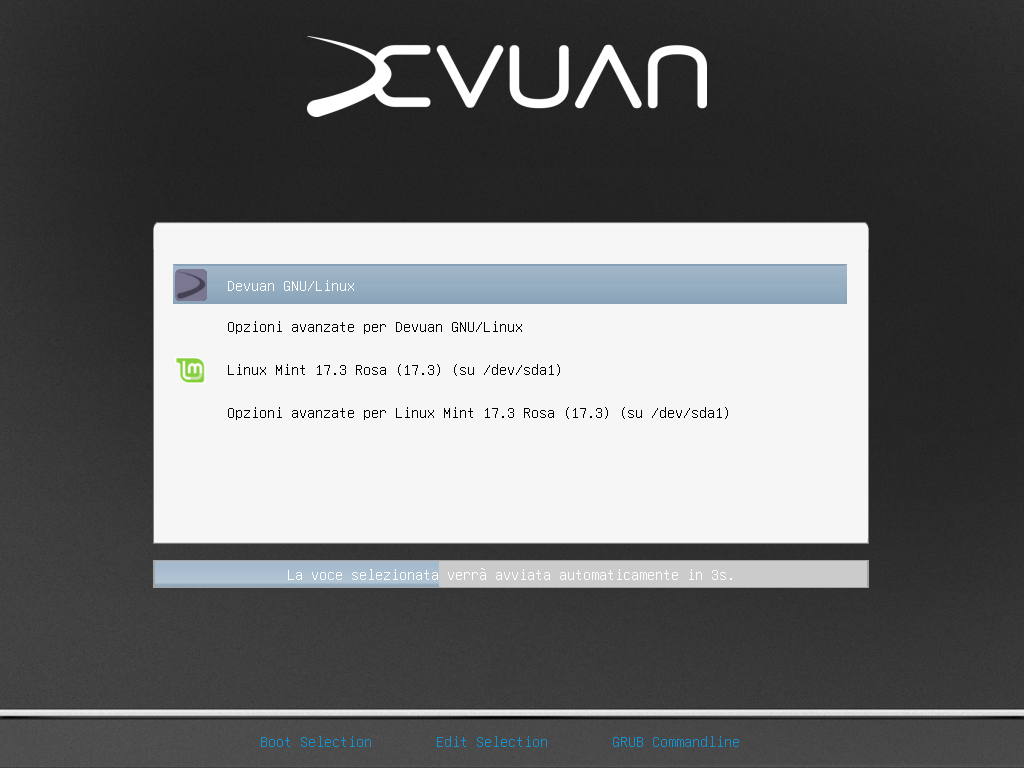 DEVUAN
Devuan GNU/Linux
Opzioni avanzate per Devuan GNU/Linux
Linux Mint 17.3 Rosa (17.3) (su /dev/sda1)
Opzioni avanzate per Linux Mint 17.3 Rosa (17.3) (su /dev/sda1)
La voce selezionata verrà avviata automaticamente in 3s.
Boot Selection Edit Selection GRUB Commandline